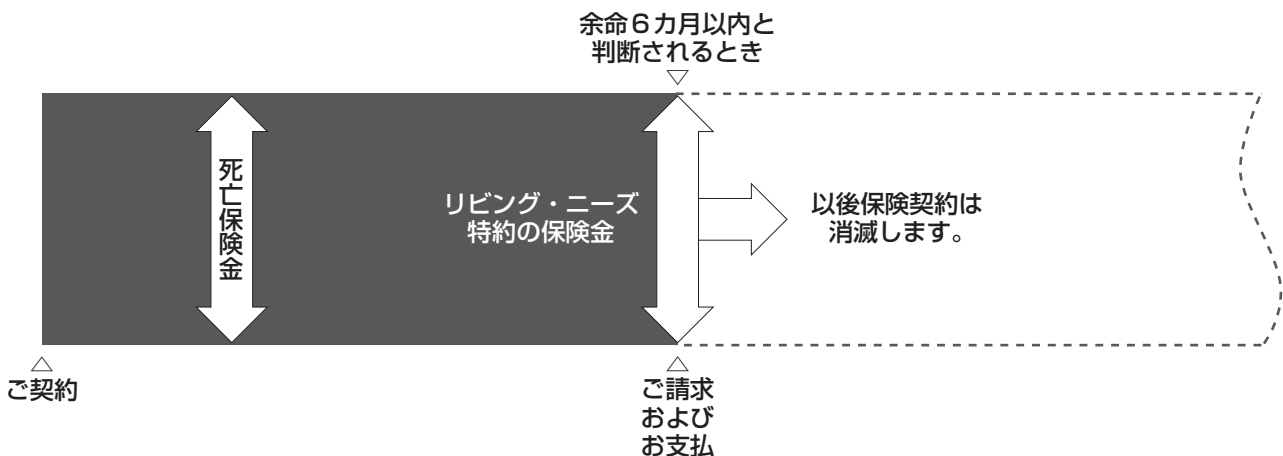 余命６カ月以内と
判断されるとき
死亡保険金
リビング・ニーズ
特約の保険金
以後保険契約は
消滅します。
ご契約
ご請求
および
お支払